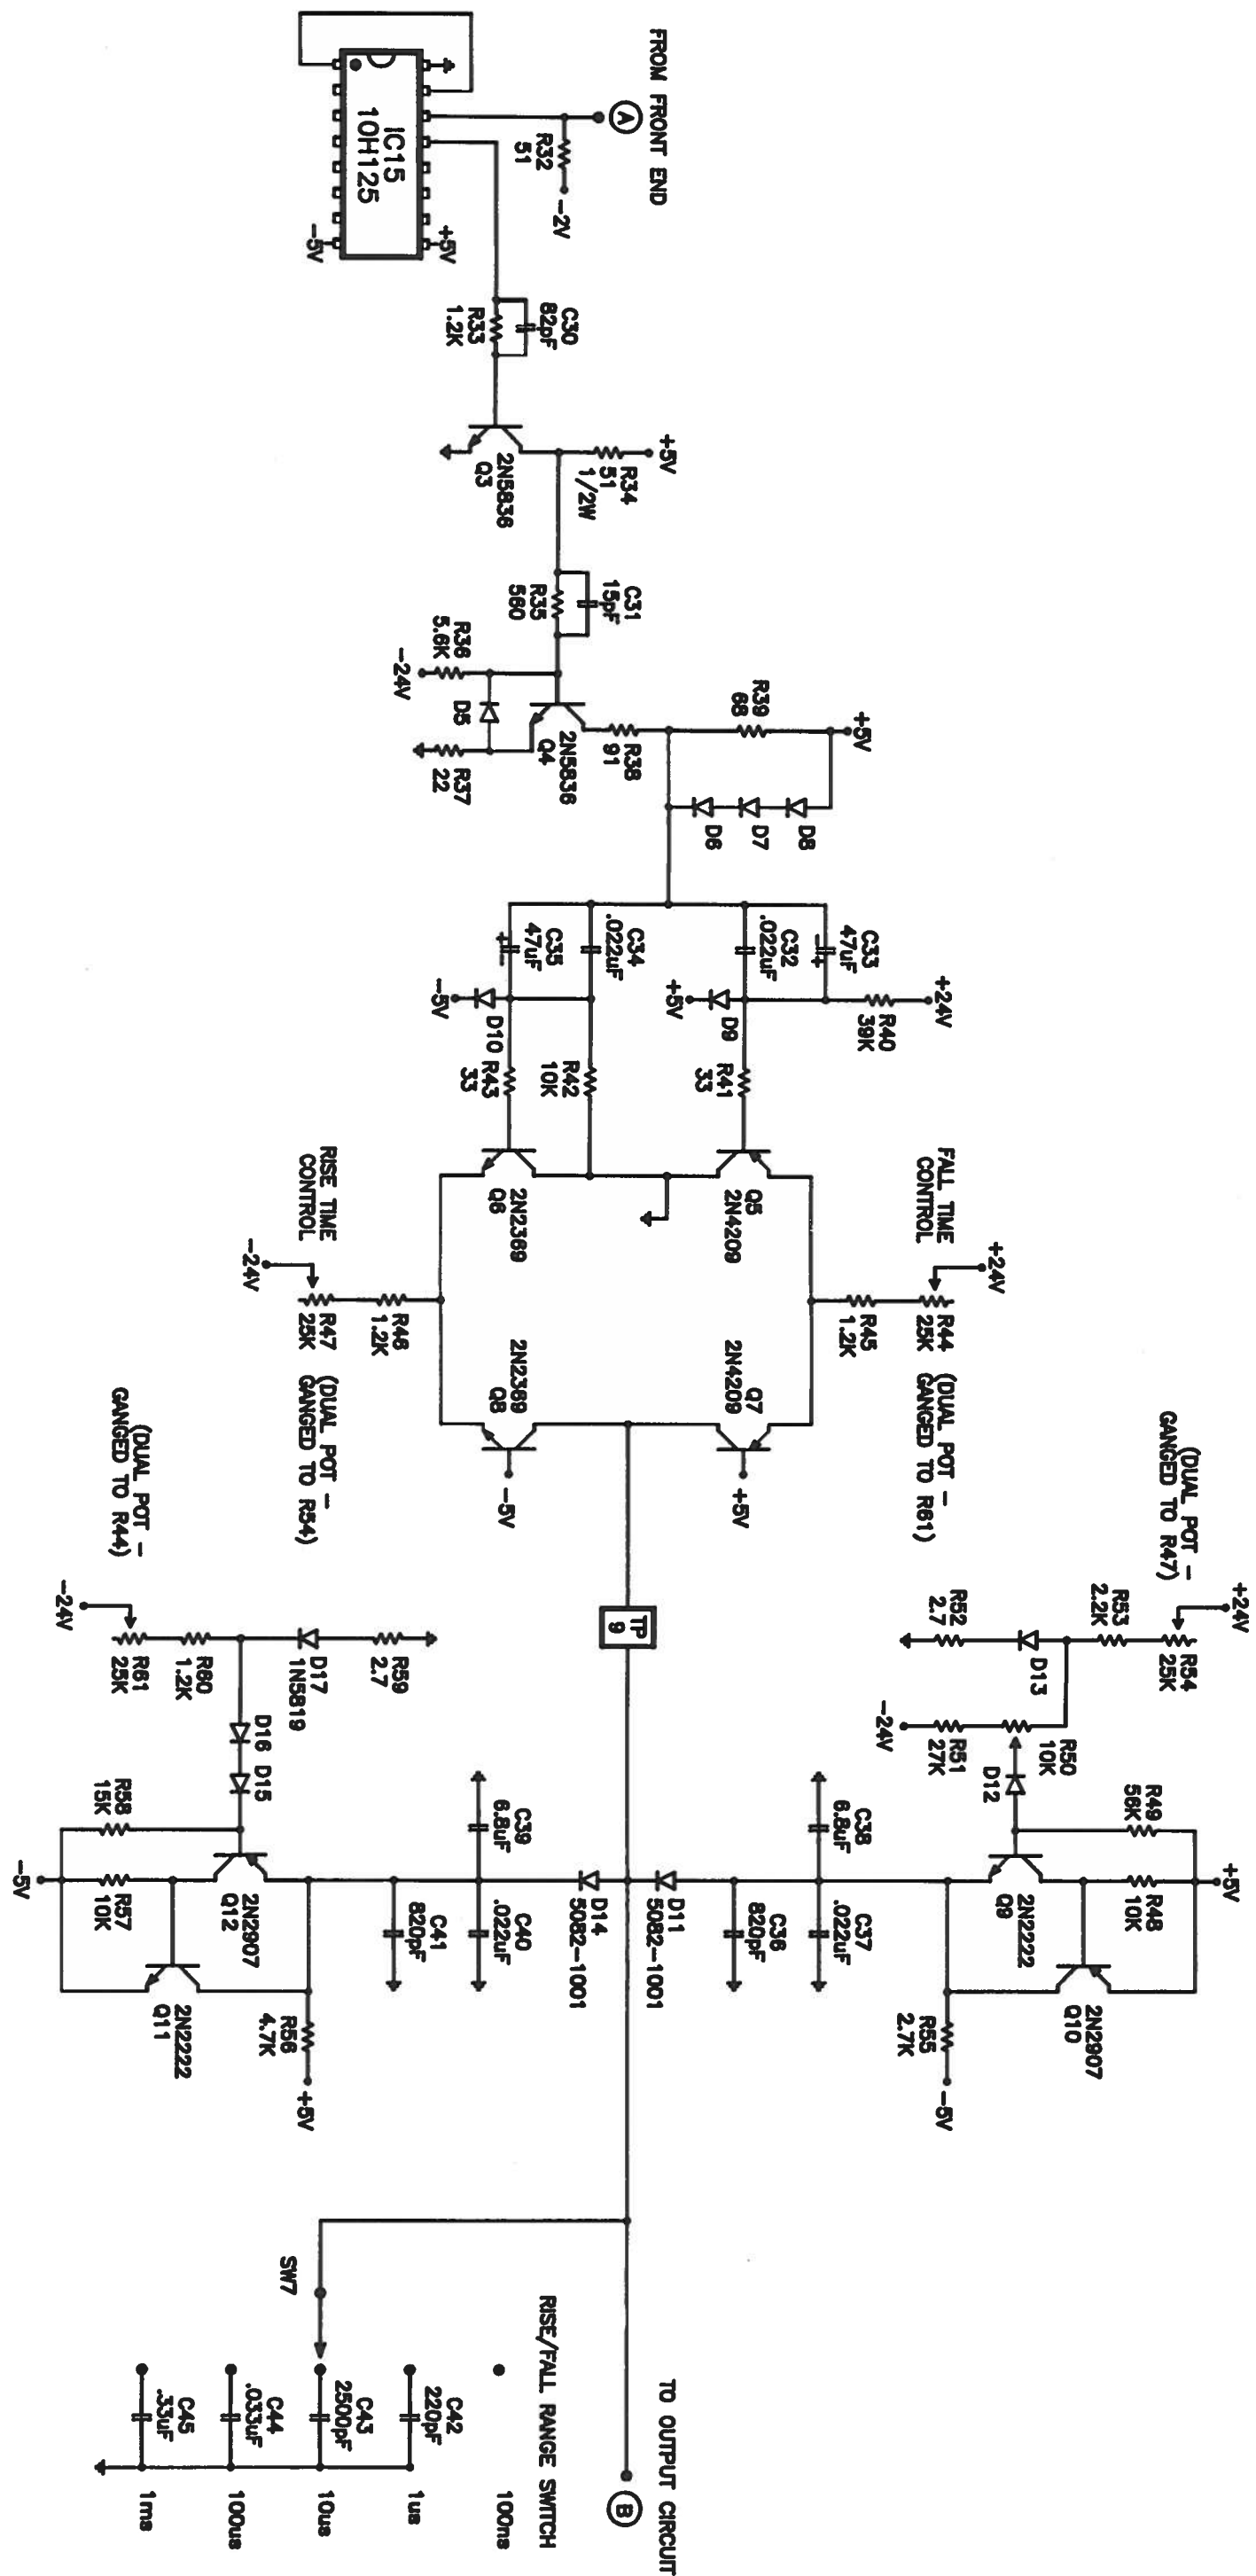 FROM FRONT END
A
R32
51
-2V
IC15
10H125
+5V
-5V
C30
82pF
R33
1.2K
2N5836
Q3
+5V
R34
51
1/2W
C31
15pF
R35
560
R36
5.6K
-24V
D5
R37
22
2N5836
Q4
R38
91
R39
68
+5V
D6
D7
D8
C33
47uF
+
-
C32
.022uF
C34
.022uF
C35
47uF
+
-
+24V
R40
39K
D9
+5V
R41
33
R42
10K
D10
-5V
R43
33
Q5
2N4209
2N2369
Q6
FALL TIME
CONTROL
+24V
R44
25K
(DUAL POT -
GANGED TO R61)
R45
1.2K
Q7
2N4209
+5V
2N2369
Q8
-5V
R46
1.2K
RISE TIME
CONTROL
-24V
R47
25K
(DUAL POT -
GANGED TO R54)
(DUAL POT -
GANGED TO R47)
+24V
R54
25K
R53
2.2K
D13
R52
2.7
R50
10K
R51
27K
-24V
D12
R49
56K
R48
10K
+5V
2N2222
Q9
2N2907
Q10
R55
2.7K
-5V
C38
6.8uF
C37
.022uF
C36
820pF
D11
5082-1001
TP
9
D14
5082-1001
C39
6.8uF
C40
.022uF
C41
820pF
(DUAL POT -
GANGED TO R44)
-24V
R61
25K
R60
1.2K
D17
1N5819
R59
2.7
D16
D15
R58
15K
R57
10K
-5V
2N2907
Q12
2N2222
Q11
R56
4.7K
+5V
SW7
RISE/FALL RANGE SWITCH
100ns
C42
220pF
1us
C43
2500pF
10us
C44
.033uF
100us
C45
.33uF
1ms
TO OUTPUT CIRCUIT
B